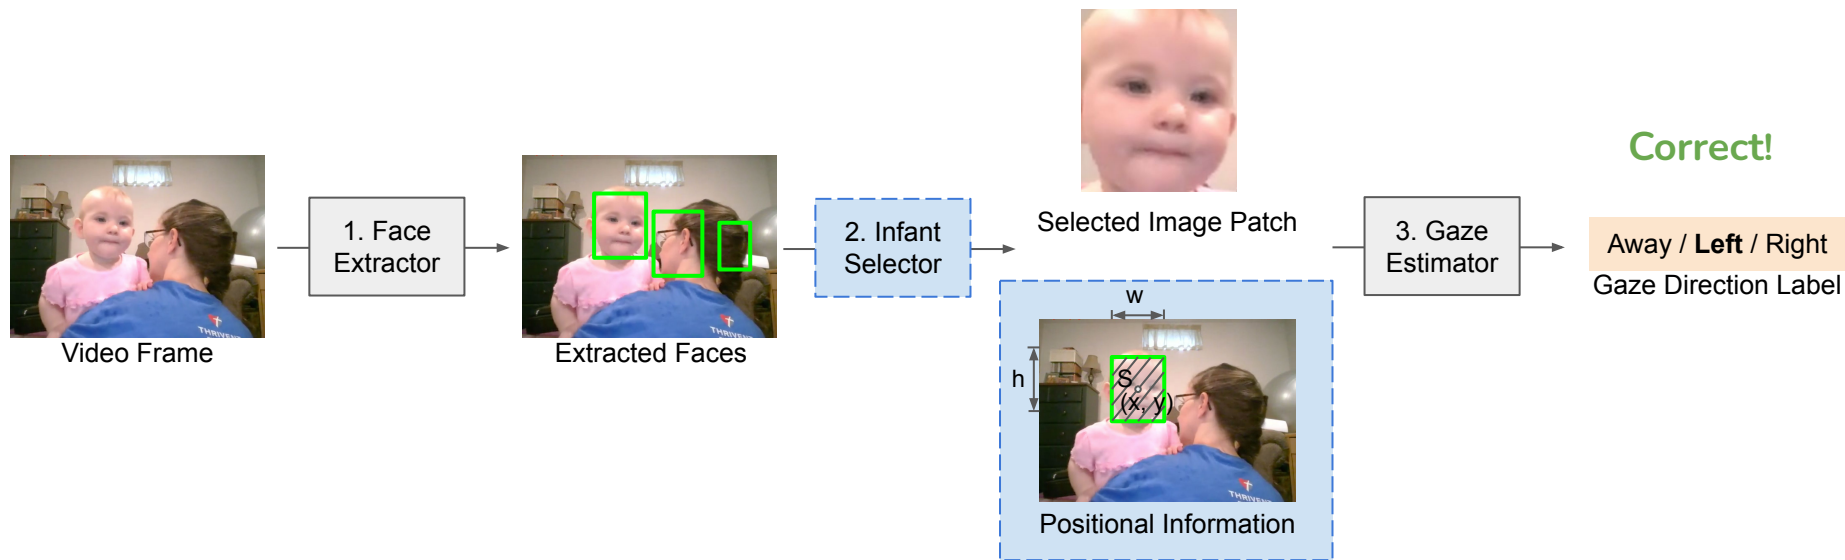 Video Frame
1. Face
Extractor
Extracted Faces
THRIVENT
2. Infant
Selector
Selected Image Patch
w
h
S
(x, y)
Positional Information
3. Gaze
Estimator
Correct!
Away / Left / Right
Gaze Direction Label